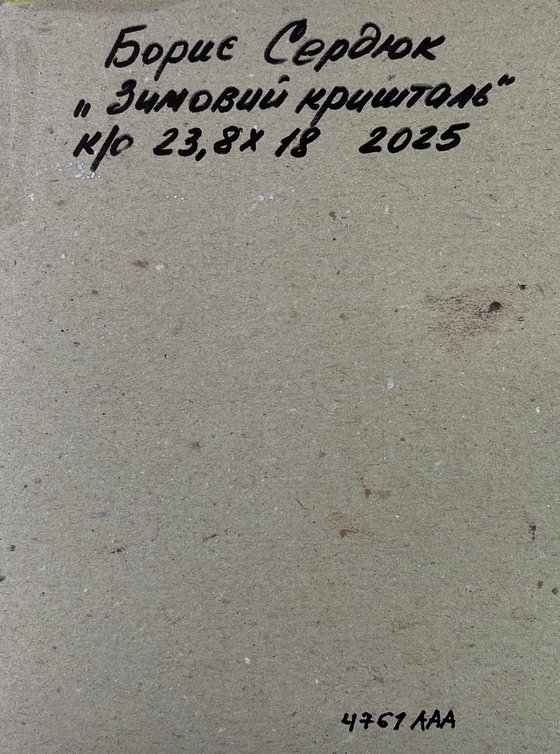 Борис Сердюк
„Зимовий кришталь“
к/о 23,8х18 2025
4761 ААА